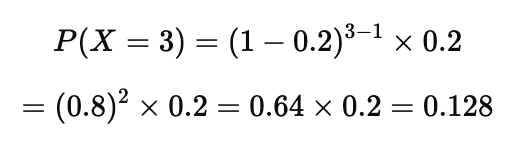 P(X = 3) = (1 − 0.2)³⁻¹ × 0.2
= (0.8)² × 0.2 = 0.64 × 0.2 = 0.128